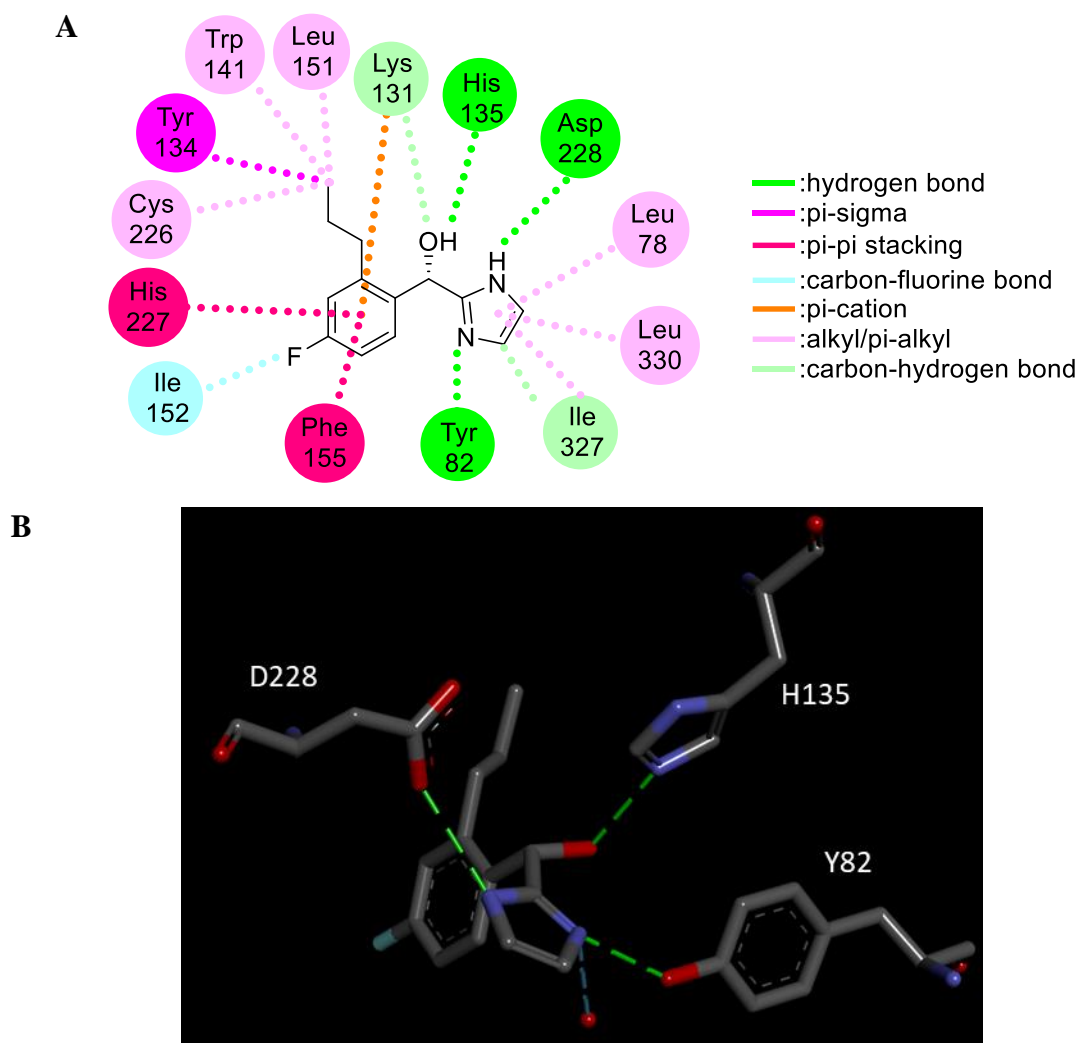 A
Trp
141
Leu
151
Lys
131
His
135
Asp
228
Tyr
134
Cys
226
Leu
78
His
227
OH
H
N
N
F
Leu
330
Ile
152
Phe
155
Tyr
82
Ile
327
:hydrogen bond
:pi-sigma
:pi-pi stacking
:carbon-fluorine bond
:pi-cation
:alkyl/pi-alkyl
:carbon-hydrogen bond
B
D228
H135
Y82